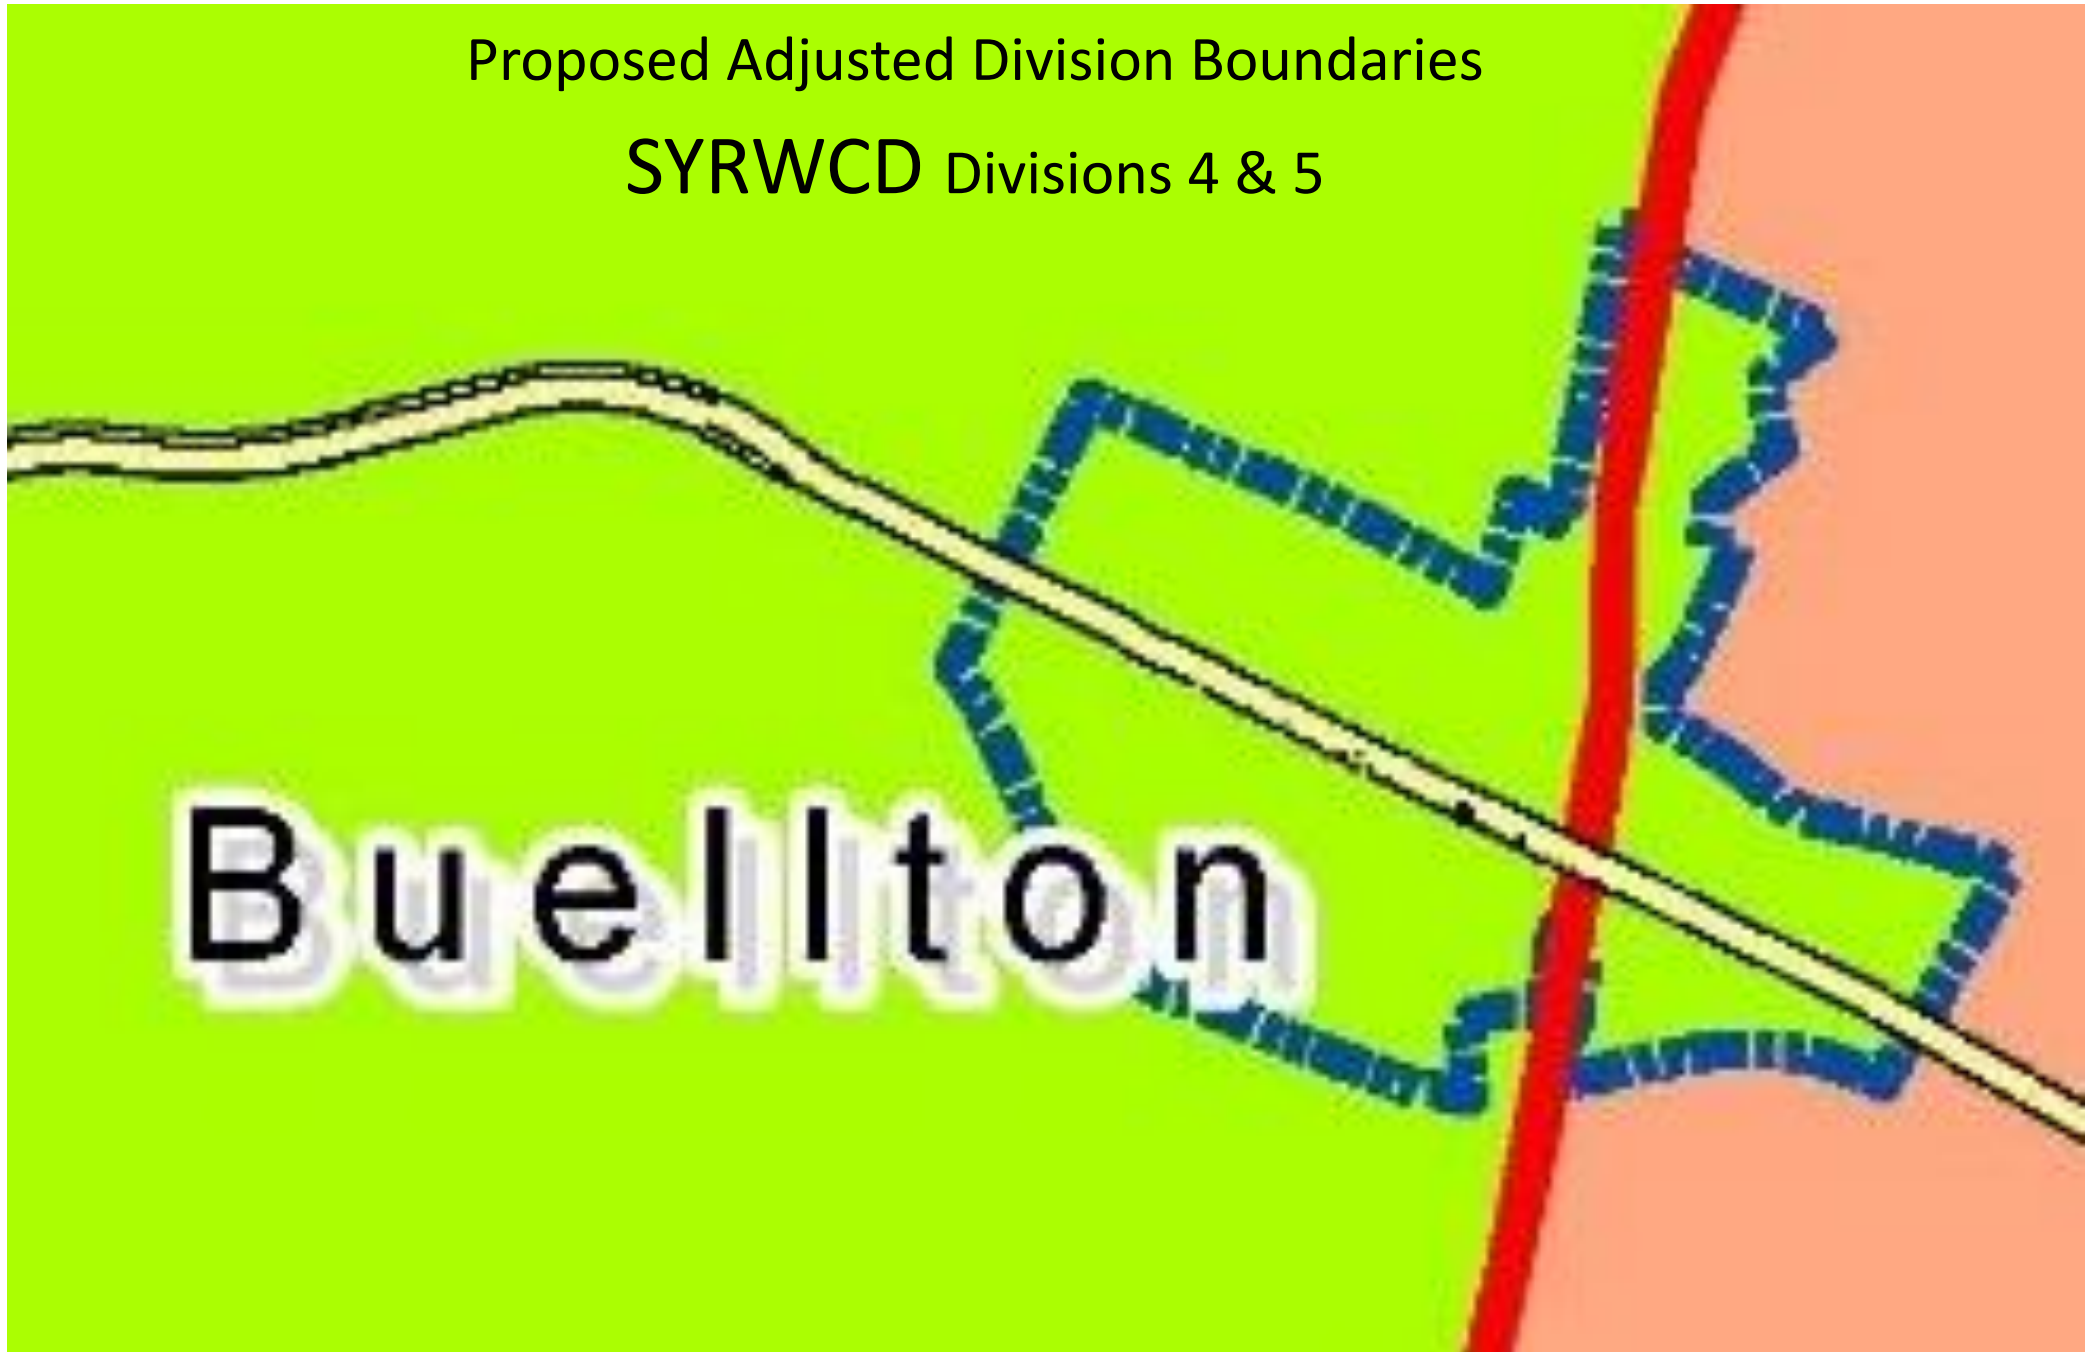 Proposed Adjusted Division Boundaries
SYRWCD Divisions 4 & 5
Buellton